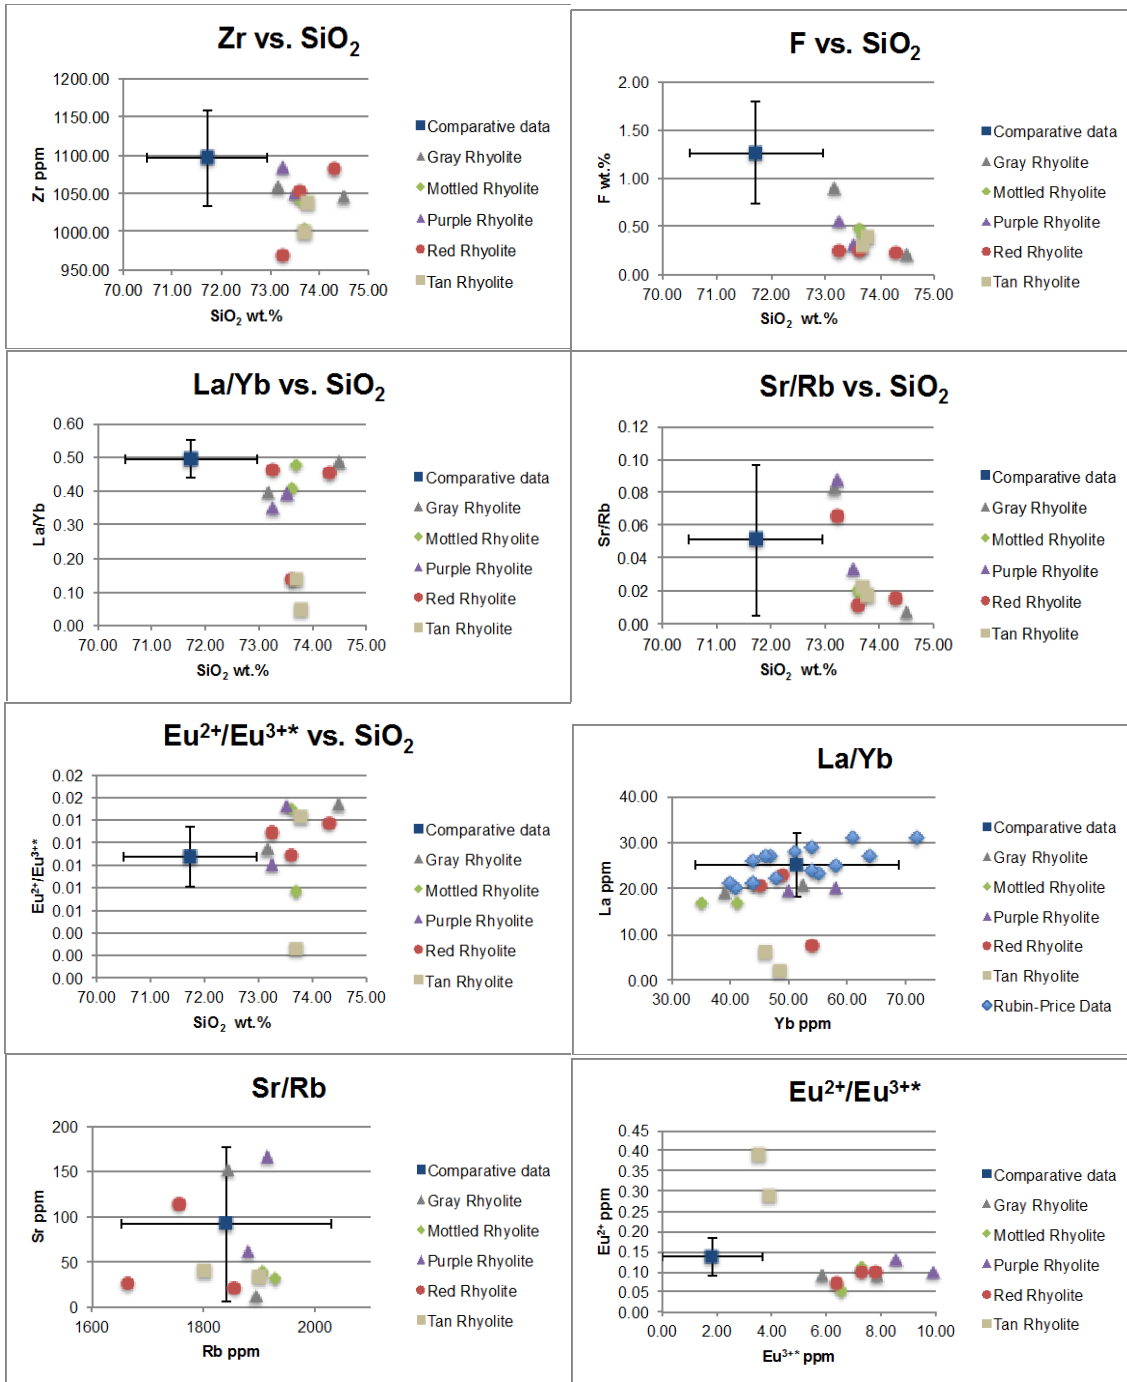 Zr vs. SiO2
1200.00
1150.00
1100.00
1050.00
1000.00
950.00
Zr ppm
70.00 71.00 72.00 73.00 74.00 75.00
SiO2 wt.%
Comparative data
Gray Rhyolite
Mottled Rhyolite
Purple Rhyolite
Red Rhyolite
Tan Rhyolite
F vs. SiO2
2.00
1.50
1.00
0.50
0.00
F wt.%
70.00 71.00 72.00 73.00 74.00 75.00
SiO2 wt.%
Comparative data
Gray Rhyolite
Mottled Rhyolite
Purple Rhyolite
Red Rhyolite
Tan Rhyolite
La/Yb vs. SiO2
0.60
0.50
0.40
0.30
0.20
0.10
0.00
La/Yb
70.00 71.00 72.00 73.00 74.00 75.00
SiO2 wt.%
Comparative data
Gray Rhyolite
Mottled Rhyolite
Purple Rhyolite
Red Rhyolite
Tan Rhyolite
Sr/Rb vs. SiO2
0.12
0.10
0.08
0.06
0.04
0.02
0.00
Sr/Rb
70.00 71.00 72.00 73.00 74.00 75.00
SiO2 wt.%
Comparative data
Gray Rhyolite
Mottled Rhyolite
Purple Rhyolite
Red Rhyolite
Tan Rhyolite
Eu2+/Eu3+* vs. SiO2
0.02
0.02
0.01
0.01
0.01
0.01
0.01
0.00
0.00
0.00
Eu2+/Eu3+*
70.00 71.00 72.00 73.00 74.00 75.00
SiO2 wt.%
Comparative data
Gray Rhyolite
Mottled Rhyolite
Purple Rhyolite
Red Rhyolite
Tan Rhyolite
La/Yb
40.00
30.00
20.00
10.00
0.00
La ppm
30.00 40.00 50.00 60.00 70.00
Yb ppm
Comparative data
Gray Rhyolite
Mottled Rhyolite
Purple Rhyolite
Red Rhyolite
Tan Rhyolite
Rubin-Price Data
Sr/Rb
200
150
100
50
0
Sr ppm
1600 1800 2000
Rb ppm
Comparative data
Gray Rhyolite
Mottled Rhyolite
Purple Rhyolite
Red Rhyolite
Tan Rhyolite
Eu2+/Eu3+*
0.45
0.40
0.35
0.30
0.25
0.20
0.15
0.10
0.05
0.00
Eu2+ ppm
0.00 2.00 4.00 6.00 8.00 10.00
Eu3+* ppm
Comparative data
Gray Rhyolite
Mottled Rhyolite
Purple Rhyolite
Red Rhyolite
Tan Rhyolite